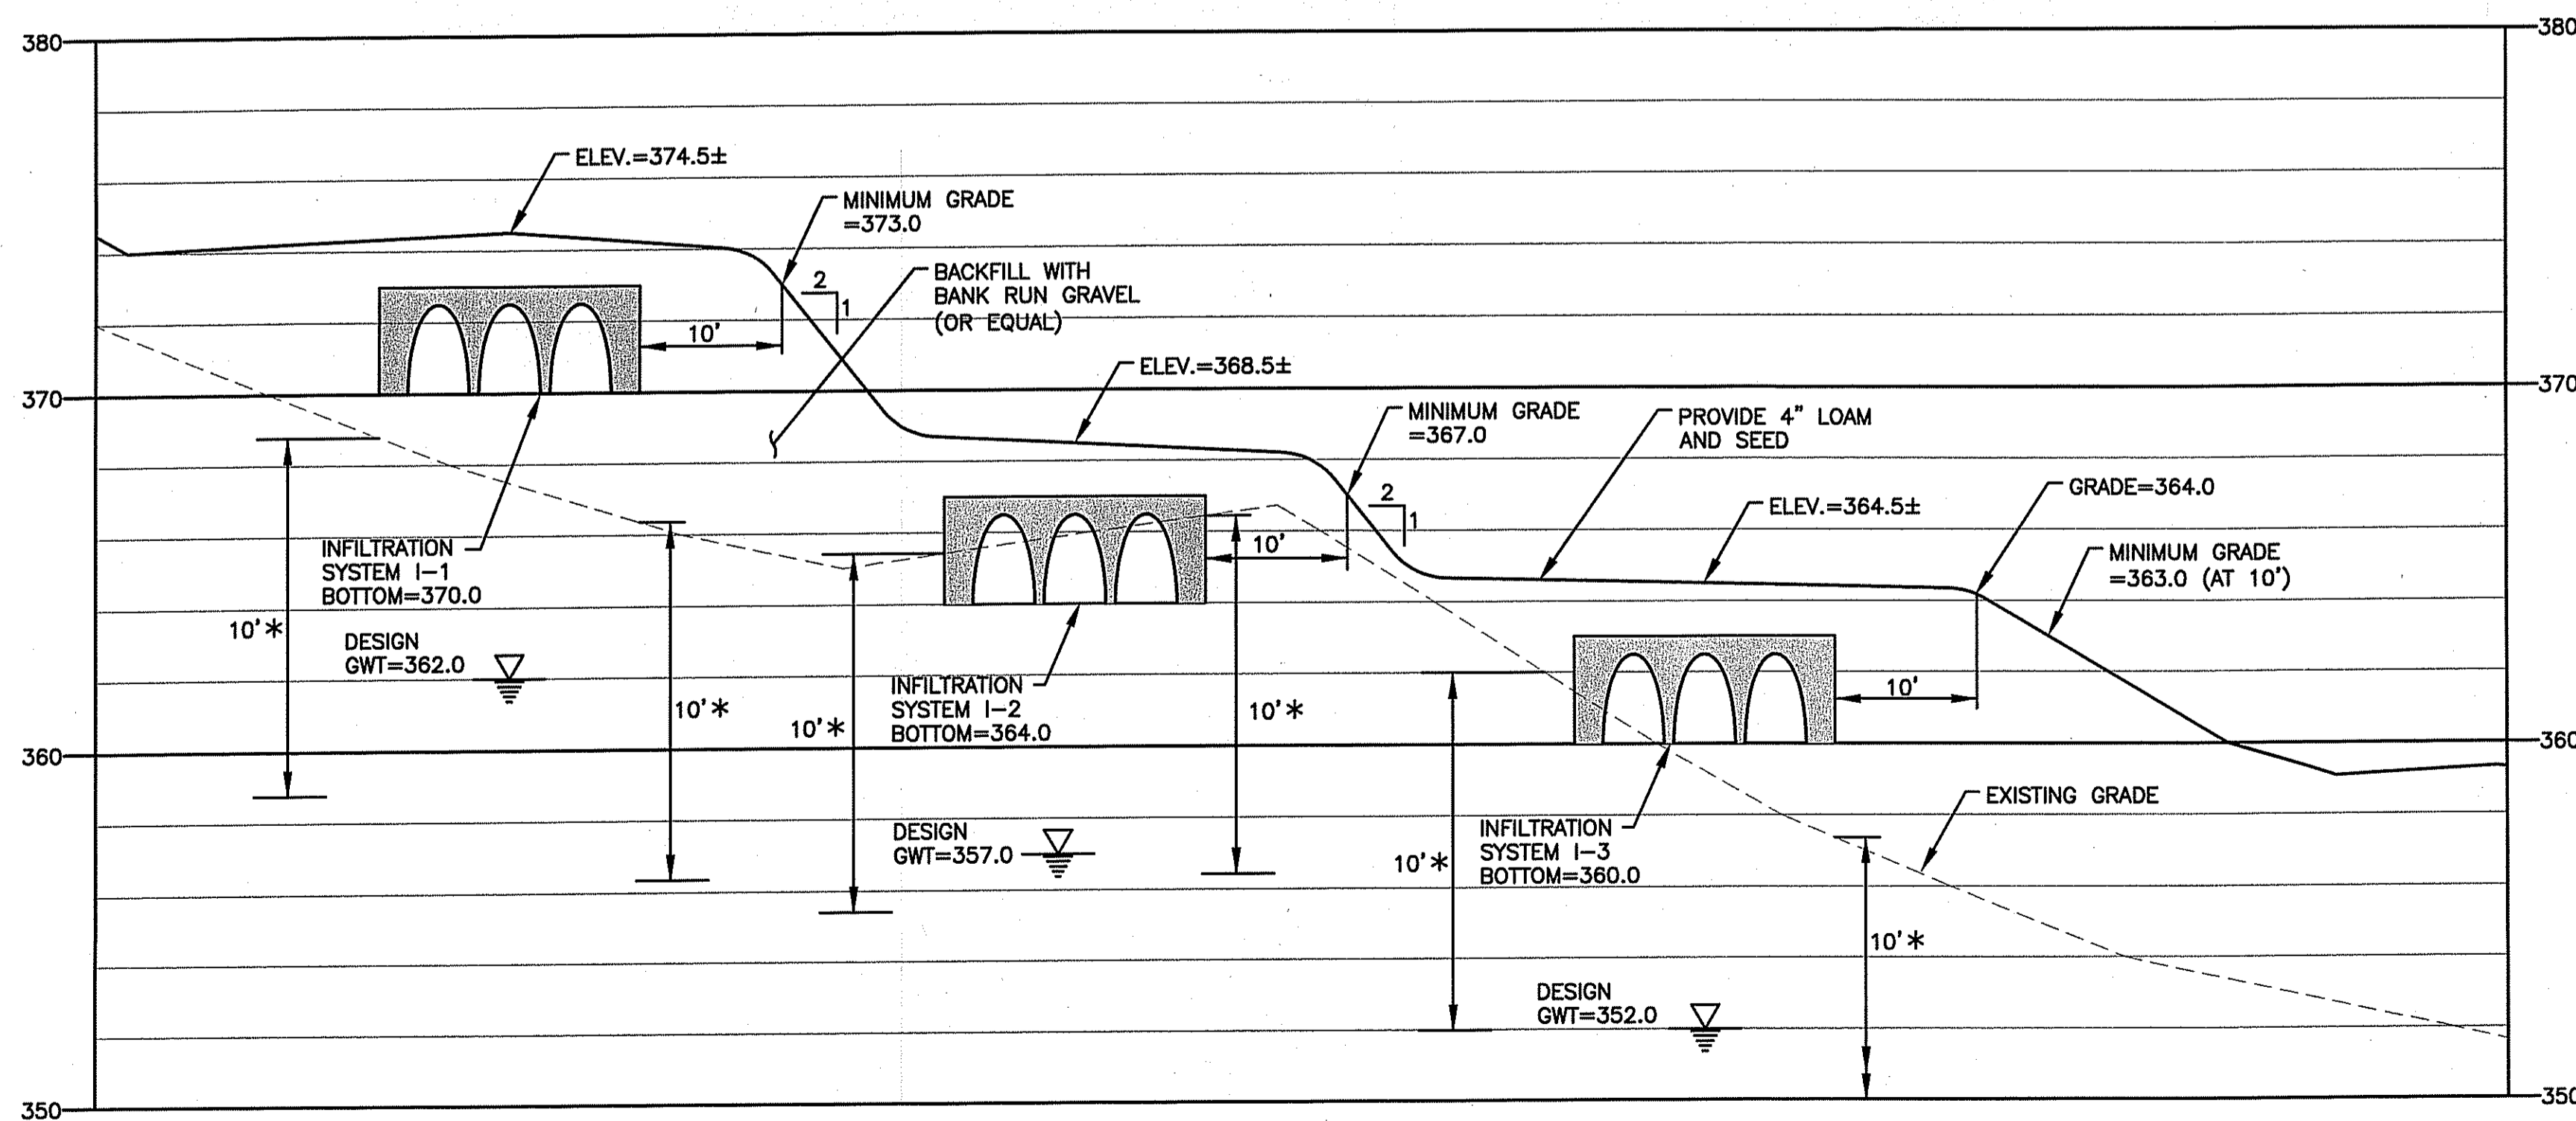 380
380
ELEV.=374.5±
MINIMUM GRADE
=373.0
2
1
BACKFILL WITH
BANK RUN GRAVEL
(OR EQUAL)
10'
ELEV.=368.5±
370
370
MINIMUM GRADE
=367.0
PROVIDE 4" LOAM
AND SEED
2
1
GRADE=364.0
ELEV.=364.5±
10'
MINIMUM GRADE
=363.0 (AT 10')
INFILTRATION
SYSTEM I-1
BOTTOM=370.0
10'*
DESIGN
GWT=362.0
10'*
10'*
INFILTRATION
SYSTEM I-2
BOTTOM=364.0
10'*
10'
360
360
EXISTING GRADE
DESIGN
GWT=357.0
10'*
INFILTRATION
SYSTEM I-3
BOTTOM=360.0
10'*
DESIGN
GWT=352.0
350
350